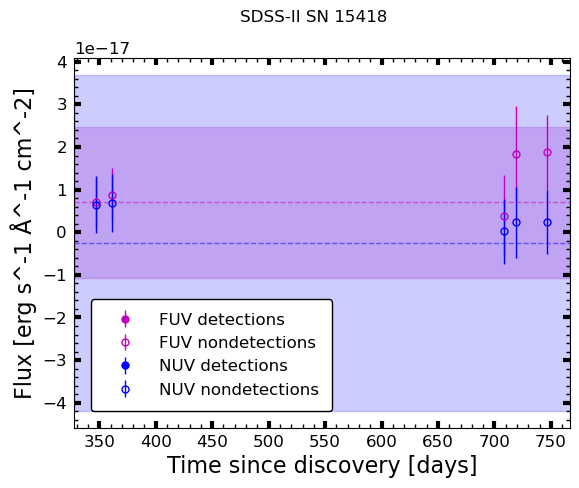 SDSS-II SN 15418
1e−17
4
3
2
1
0
−1
−2
−3
−4
Flux [erg s^-1 Å^-1 cm^-2]
FUV detections
FUV nondetections
NUV detections
NUV nondetections
350 400 450 500 550 600 650 700 750
Time since discovery [days]